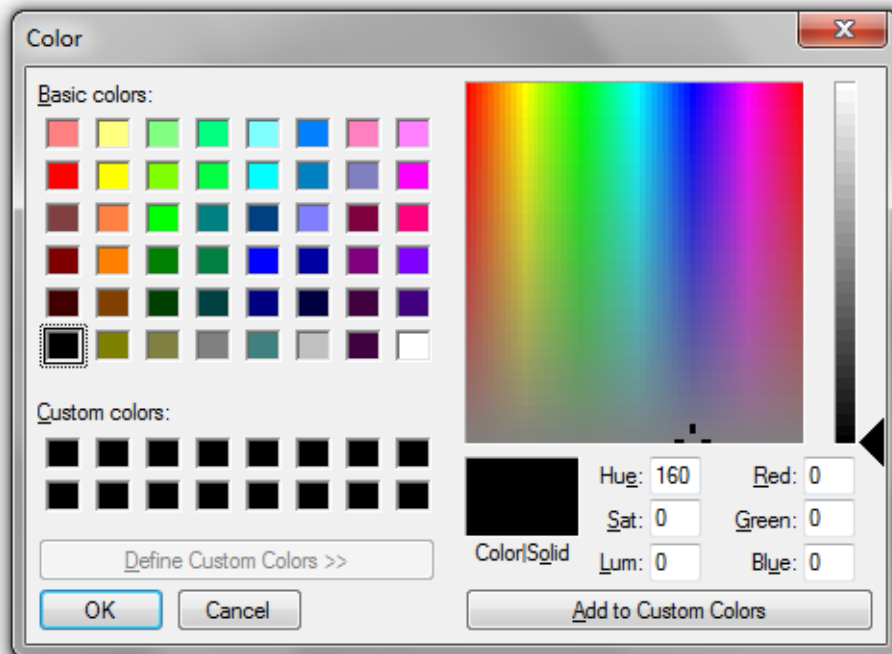 Color
X
Basic colors:
Custom colors:
Define Custom Colors >>
OK Cancel
Hue: 160 Red: 0
Sat: 0 Green: 0
Color|Solid Lum: 0 Blue: 0
Add to Custom Colors